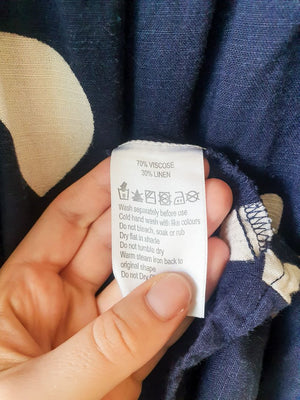 70% VISCOSE
30% LINEN
Wash separately before use
Cold hand wash with like colours
Do not bleach, soak or rub
Dry flat in shade
Do not tumble dry
Warm steam iron back to
original shape
Do not Dry